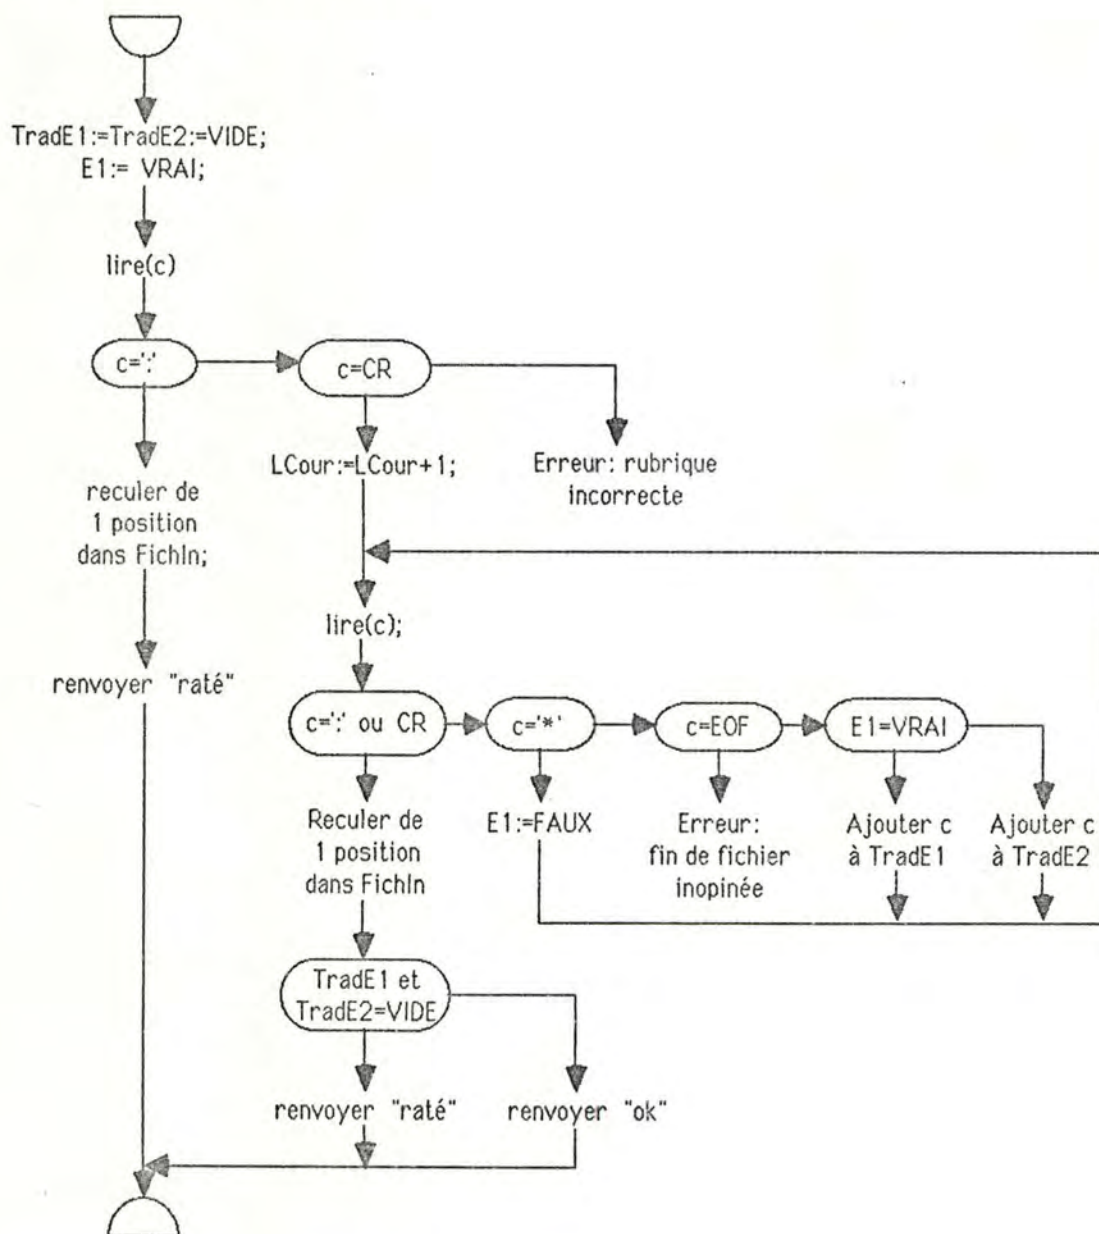 TradE1:=TradE2:=VIDE;
E1:= VRAI;
lire(c)
c=':'
c=CR
LCour:=LCour+1;
Erreur: rubrique
incorrecte
reculer de
1 position
dans FichIn;
renvoyer "raté"
lire(c);
c=':' ou CR
c='*'
c=EOF
E1=VRAI
Reculer de
1 position
dans FichIn
E1:=FAUX
Erreur:
fin de fichier
inopinée
Ajouter c
à TradE1
Ajouter c
à TradE2
TradE1 et
TradE2=VIDE
renvoyer "raté"
renvoyer "ok"